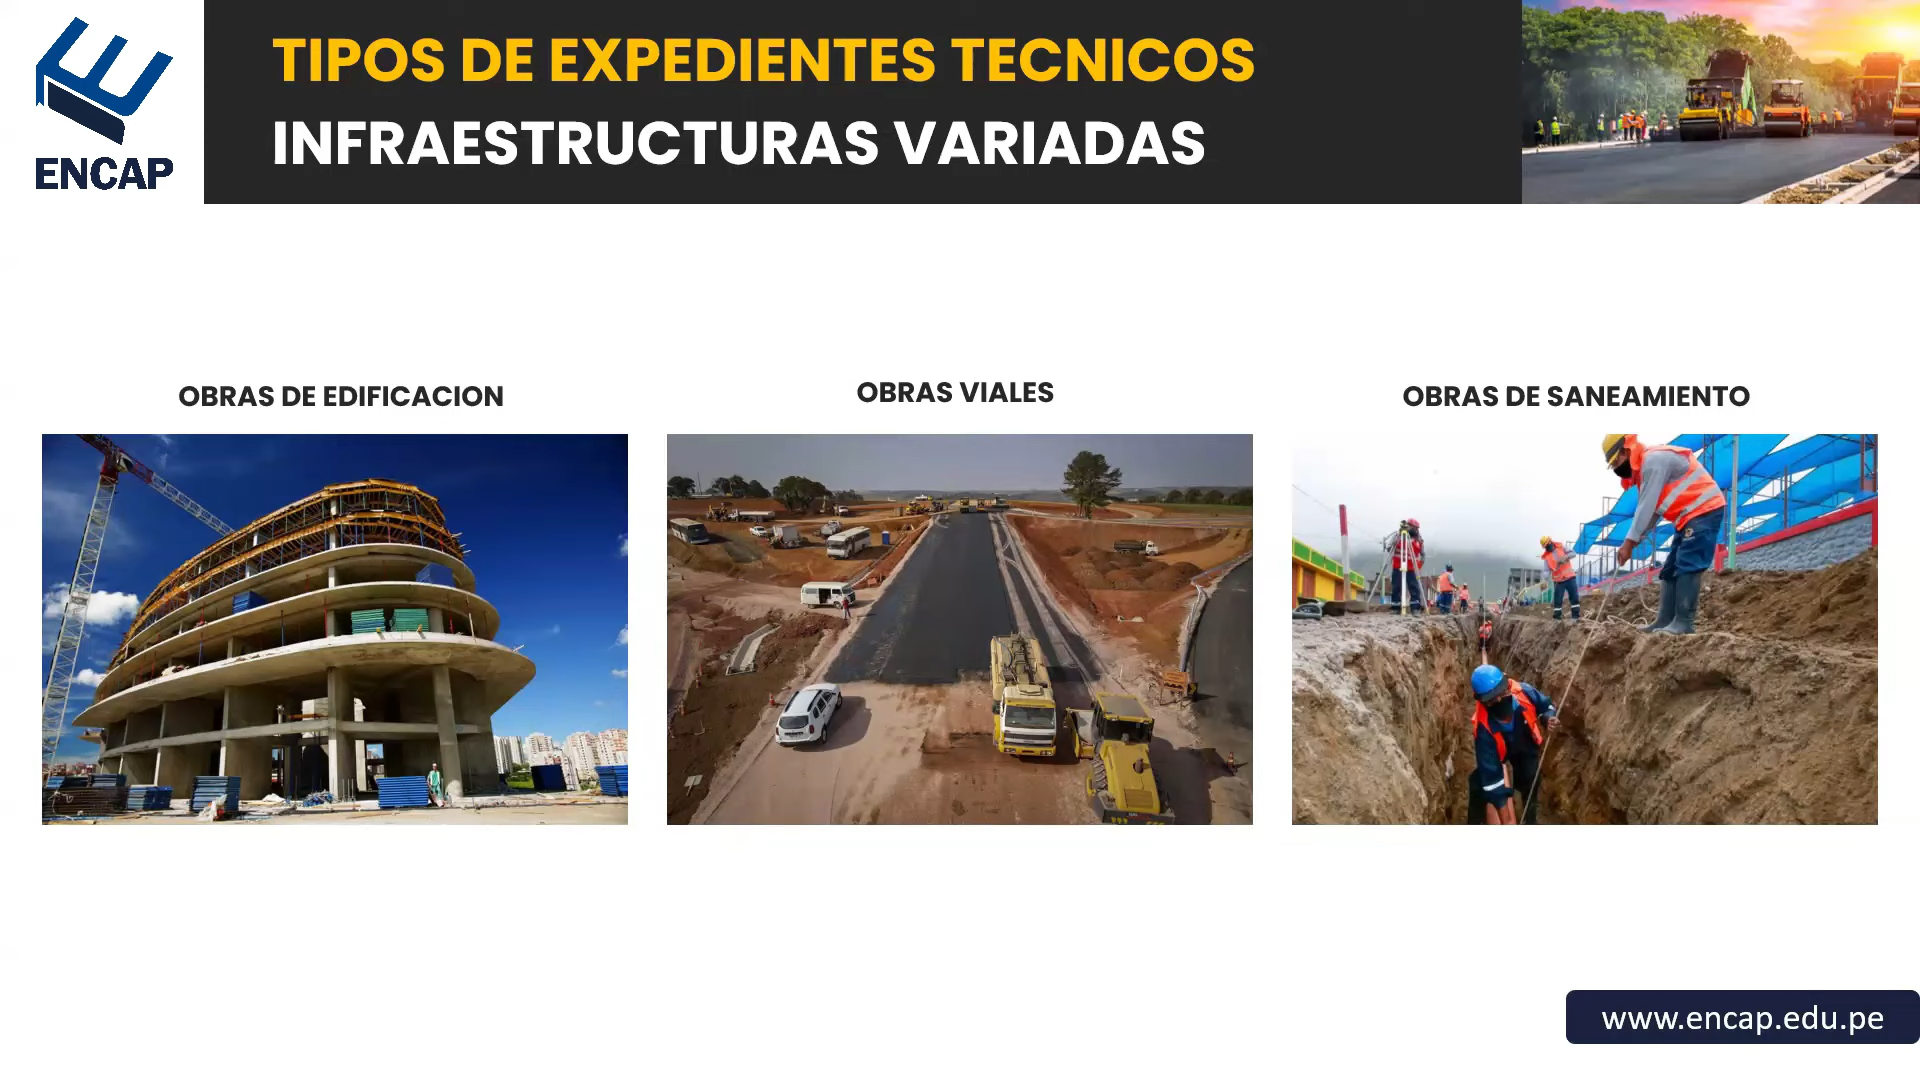 ENCAP
TIPOS DE EXPEDIENTES TECNICOS
INFRAESTRUCTURAS VARIADAS
OBRAS DE EDIFICACION
OBRAS VIALES
OBRAS DE SANEAMIENTO
www.encap.edu.pe